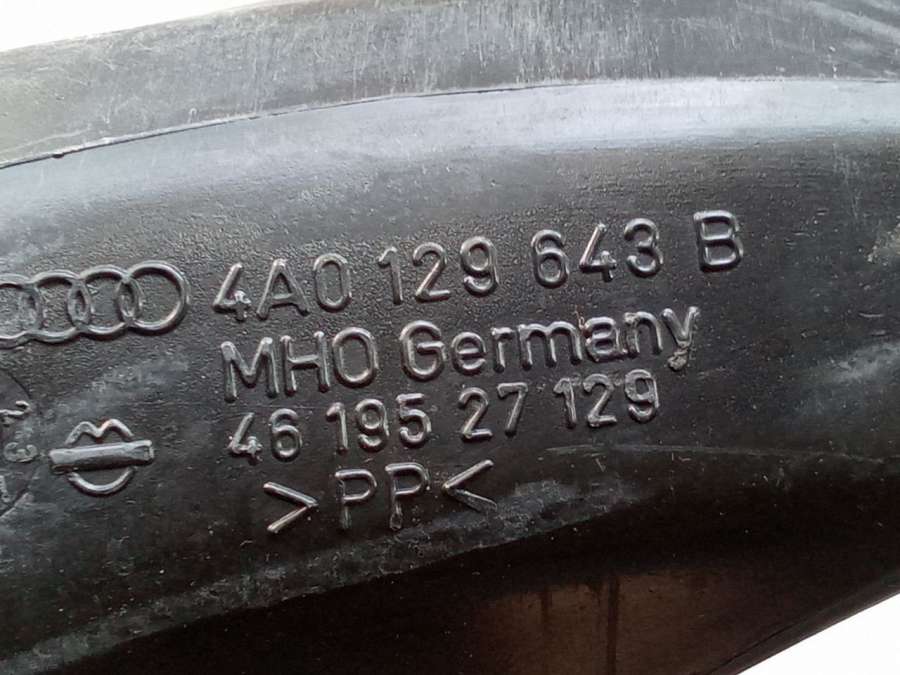 4A0 129 643 B
MHO Germany
46 195 27 129
>PP<